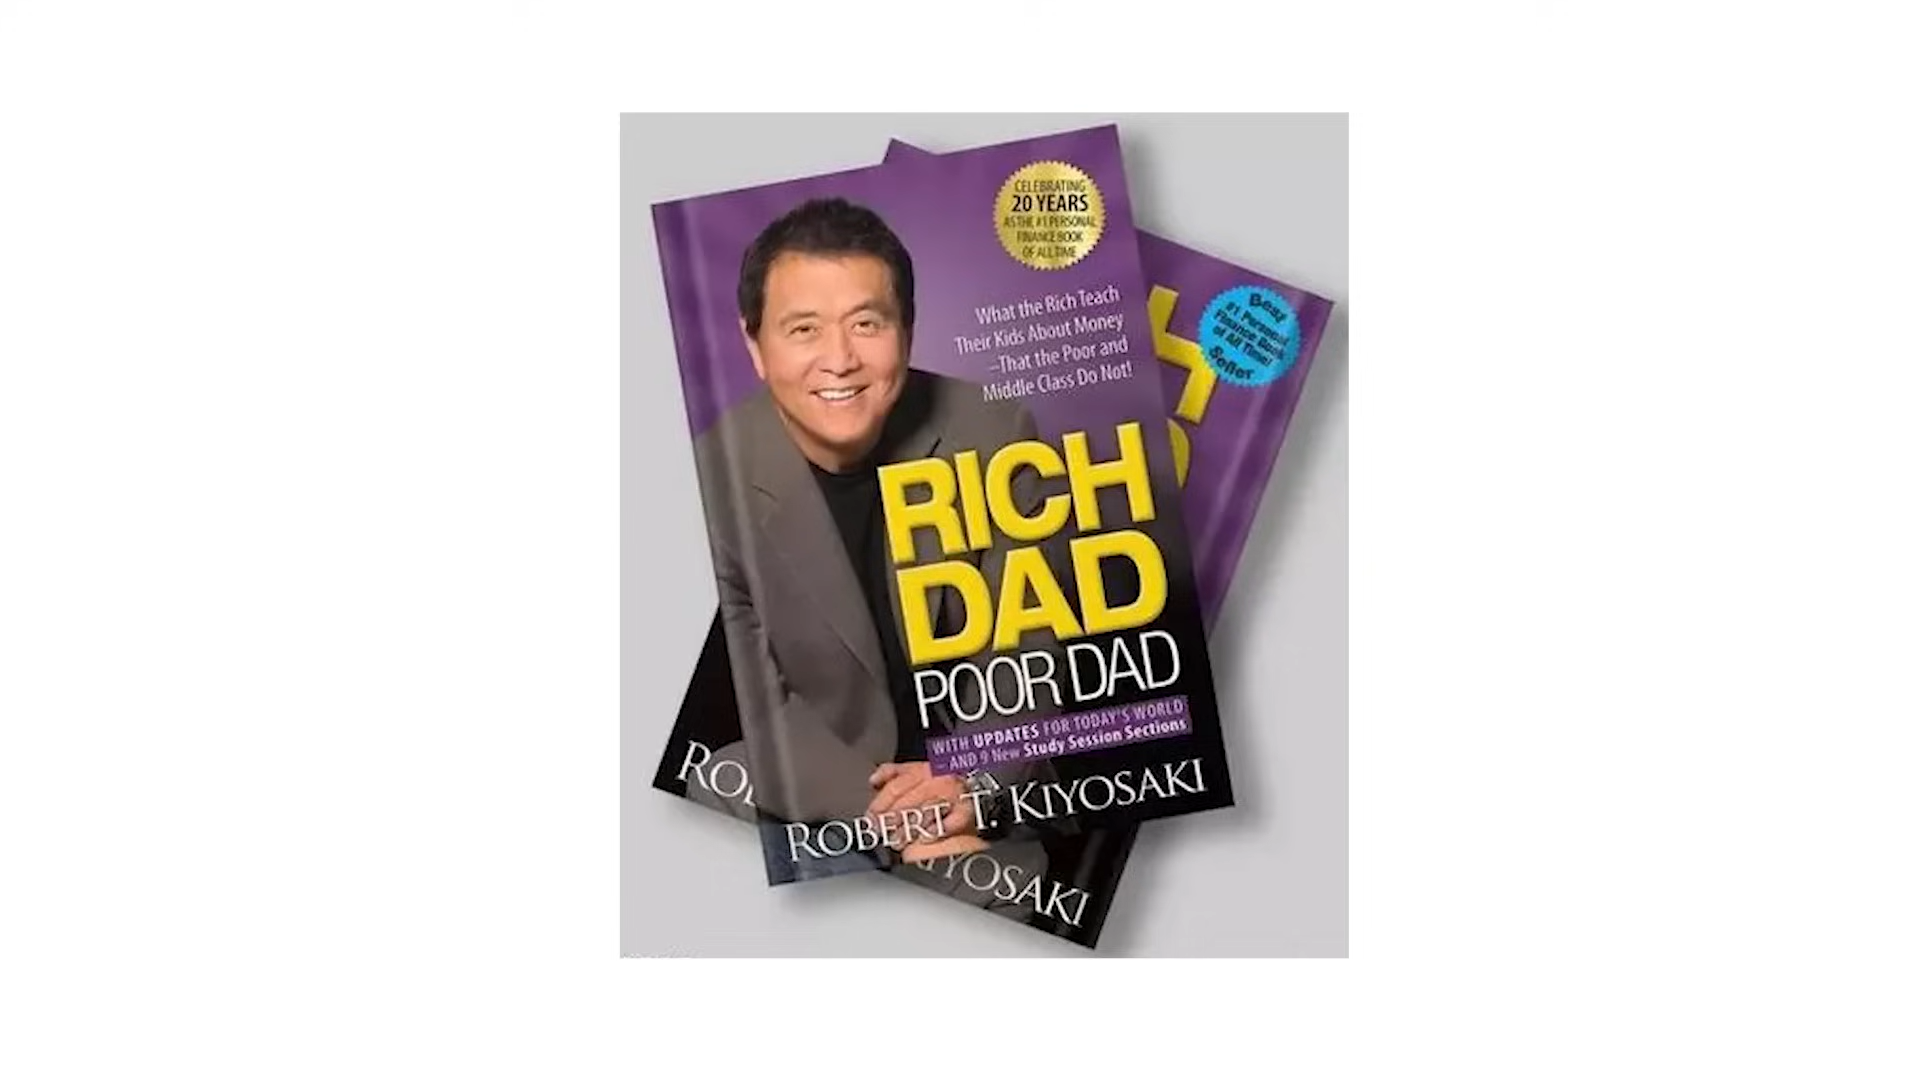 CELEBRATING
20 YEARS
AS THE #1 PERSONAL
FINANCE BOOK
OF ALL TIME
What the Rich Teach
Their Kids About Money
–That the Poor and
Middle Class Do Not!
RICH
DAD
POOR DAD
WITH UPDATES FOR TODAY'S WORLD
– AND 9 New Study Session Sections
ROBERT T. KIYOSAKI
Best
#1 Personal
Finance Book
of All Time!
Seller
KIYOSAKI